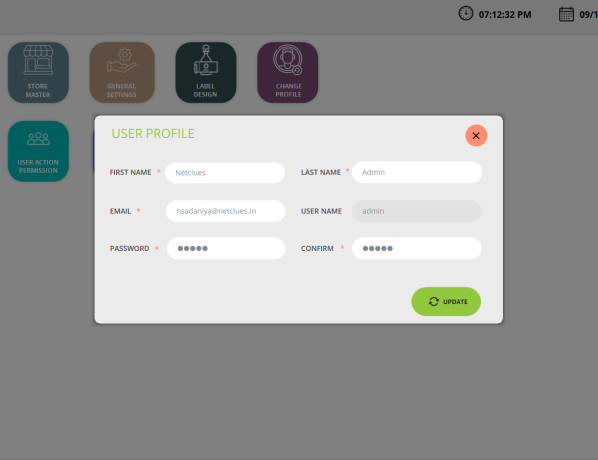 07:12:32 PM 09/1
STORE
MASTER
GENERAL
SETTINGS
LABEL
DESIGN
CHANGE
PROFILE
USER ACTION
PERMISSION
USER PROFILE
FIRST NAME * Netclues
LAST NAME * Admin
EMAIL * nsadaniya@netclues.in
USER NAME admin
PASSWORD * ●●●●●
CONFIRM * ●●●●●
UPDATE